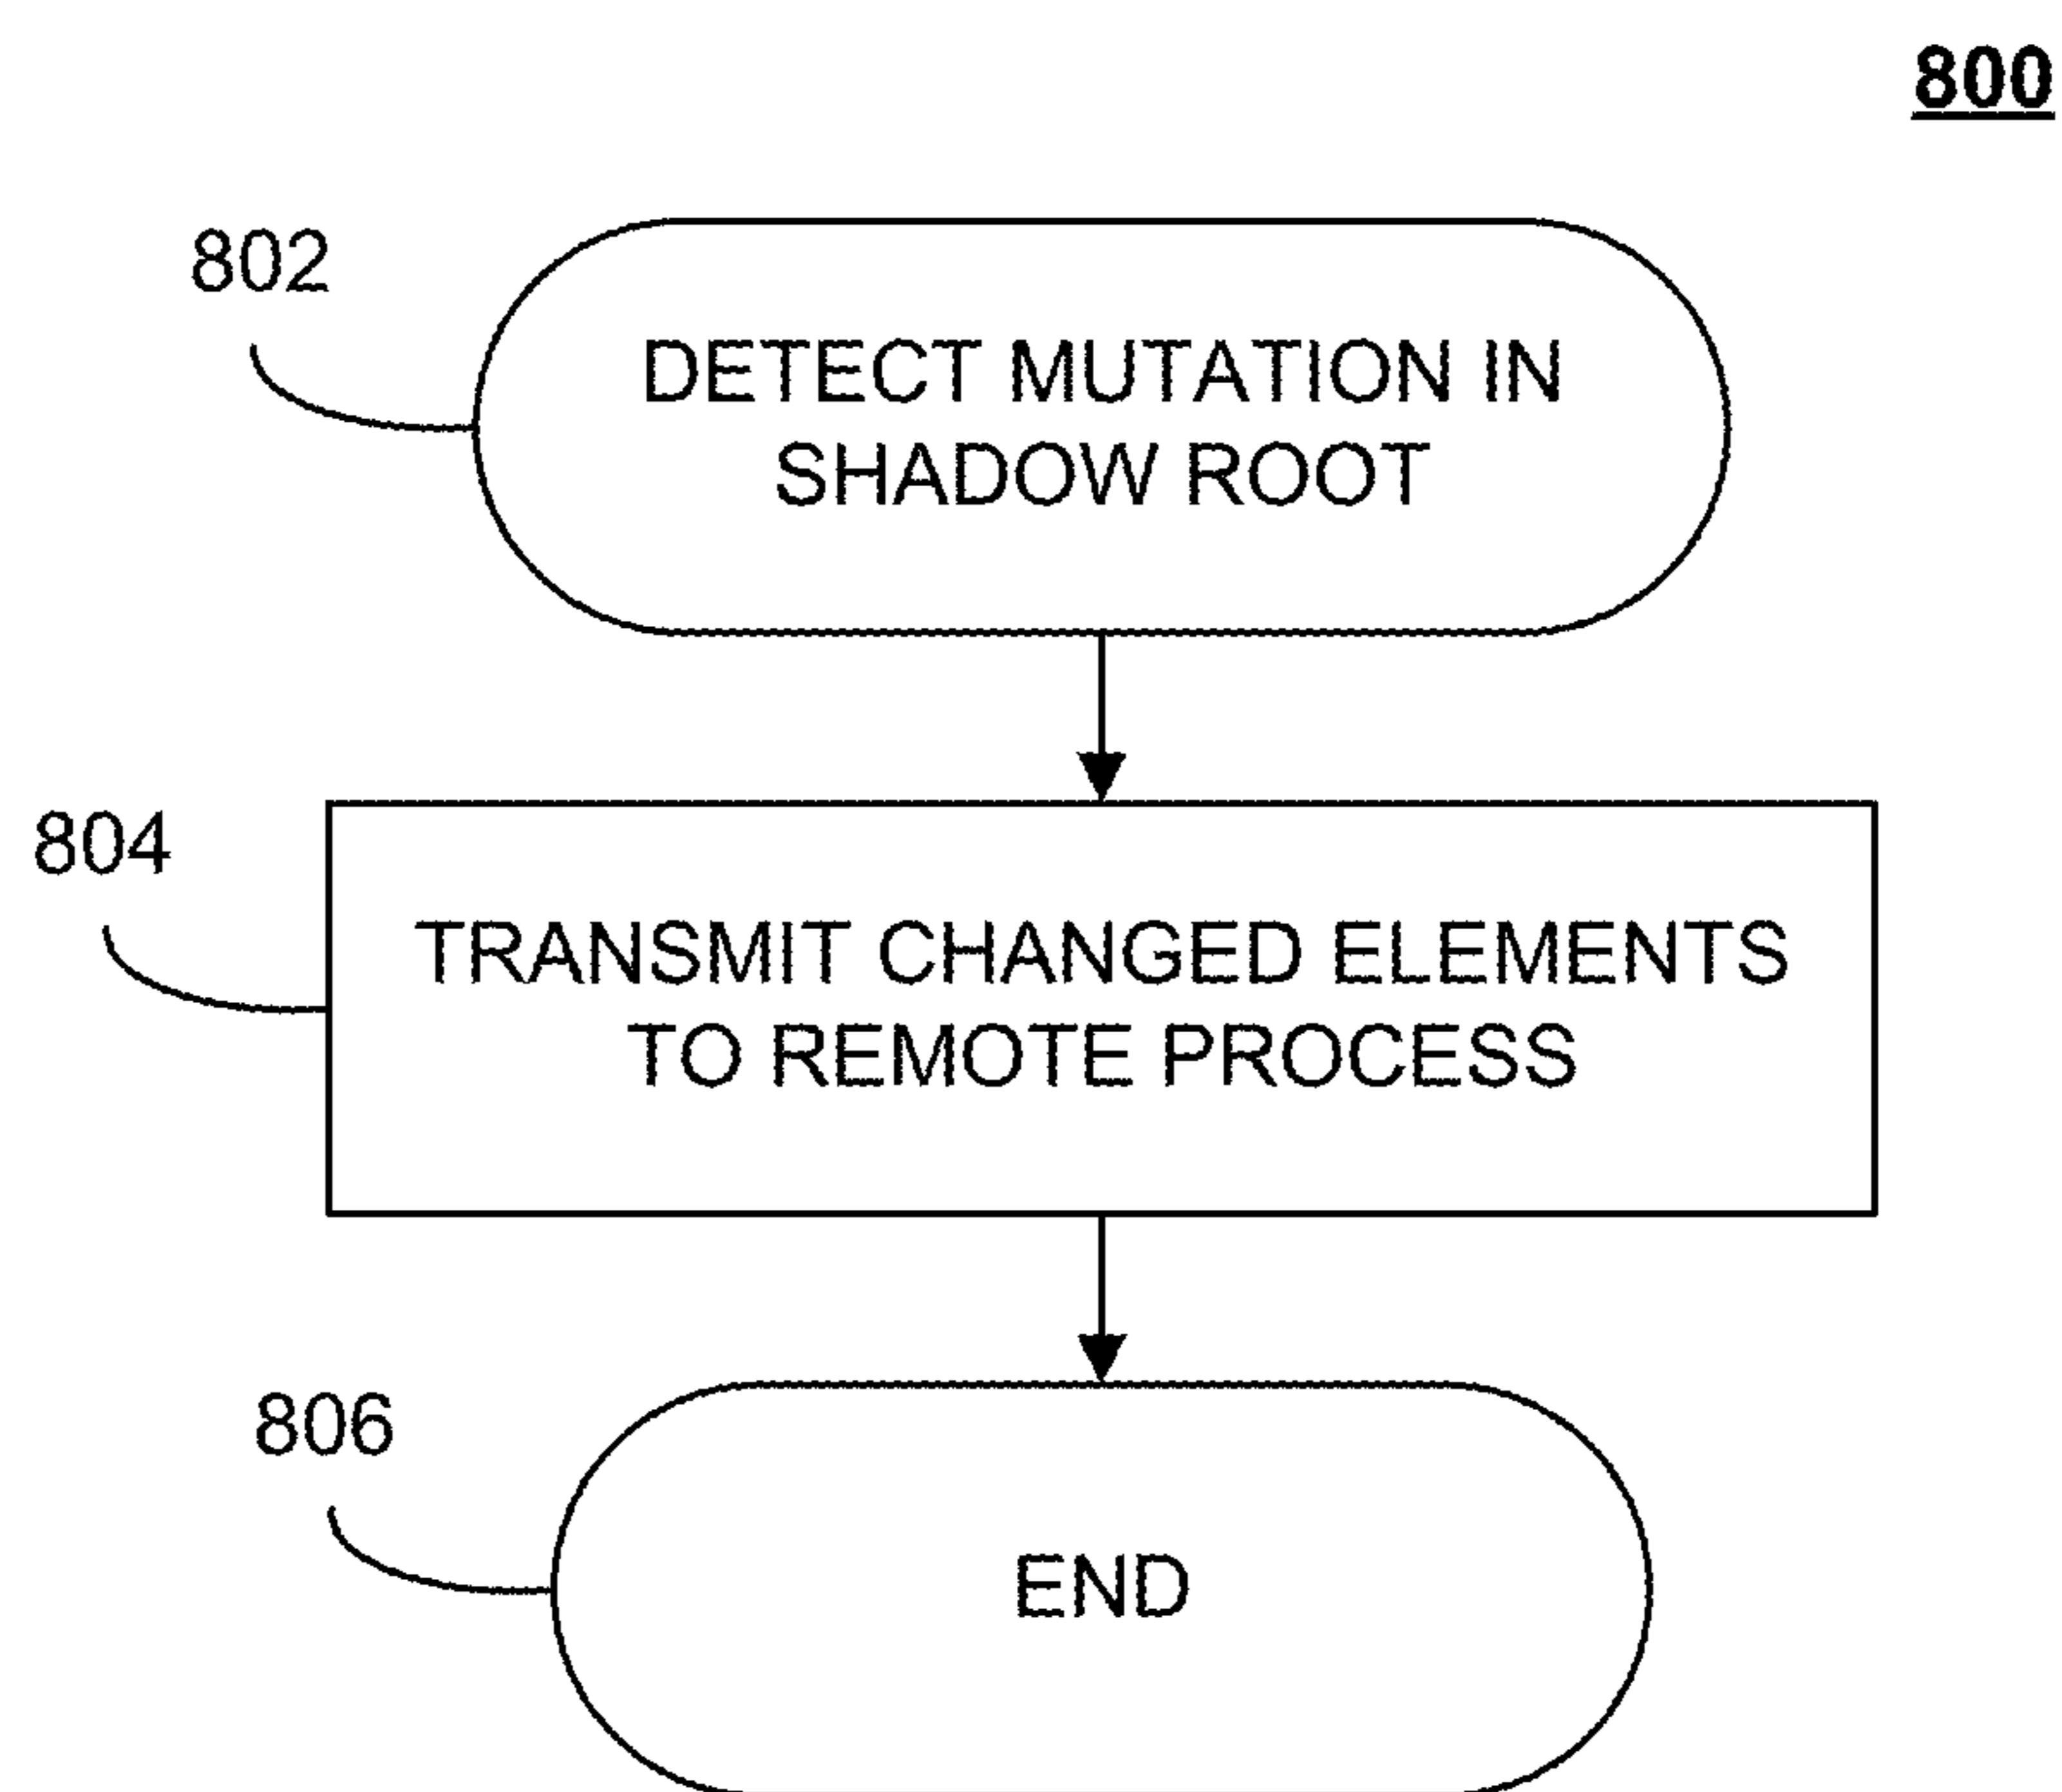 800
802
DETECT MUTATION IN
SHADOW ROOT
804
TRANSMIT CHANGED ELEMENTS
TO REMOTE PROCESS
806
END